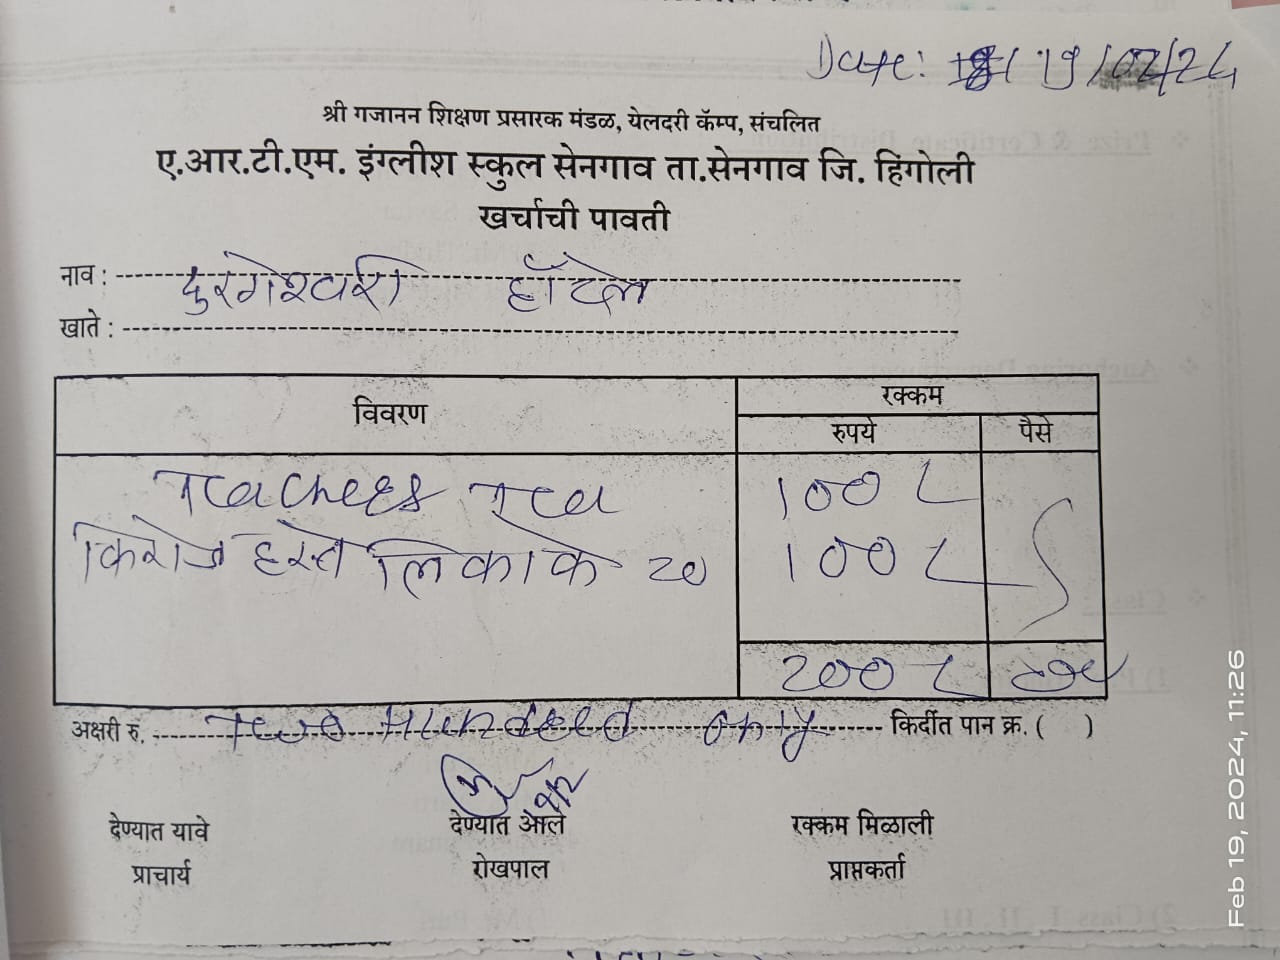 Date: 19/02/24
श्री गजानन शिक्षण प्रसारक मंडळ, येलदरी कॅम्प, संचलित
ए.आर.टी.एम. इंग्लीश स्कुल सेनगाव ता.सेनगाव जि. हिंगोली
खर्चाची पावती
नाव : दुरगेश्वरी हॉटेल
खाते :
विवरण रक्कम
रुपये पैसे
Teachers Tea 100
हस्ते 20 100
200
अक्षरी रु. Two Hundred only किर्दीत पान क्र. ( )
देण्यात यावे देण्यात आले रक्कम मिळाली
प्राचार्य रोखपाल प्राप्तकर्ता
Feb 19, 2024, 11:26